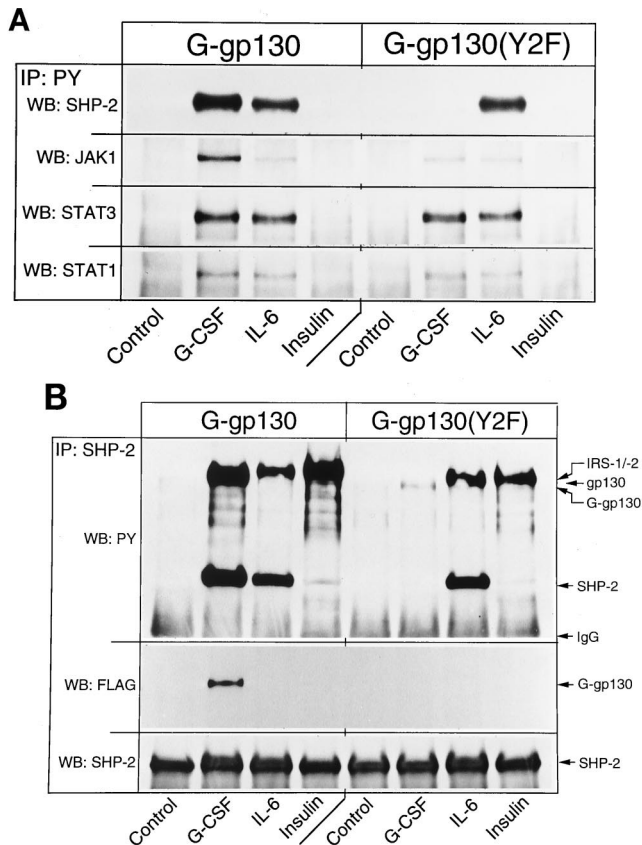 A
G-gp130 G-gp130(Y2F)
IP: PY
WB: SHP-2
WB: JAK1
WB: STAT3
WB: STAT1
Control G-CSF IL-6 Insulin Control G-CSF IL-6 Insulin
B
G-gp130 G-gp130(Y2F)
IP: SHP-2
IRS-1/-2
gp130
G-gp130
WB: PY
SHP-2
IgG
WB: FLAG G-gp130
WB: SHP-2 SHP-2
Control G-CSF IL-6 Insulin Control G-CSF IL-6 Insulin